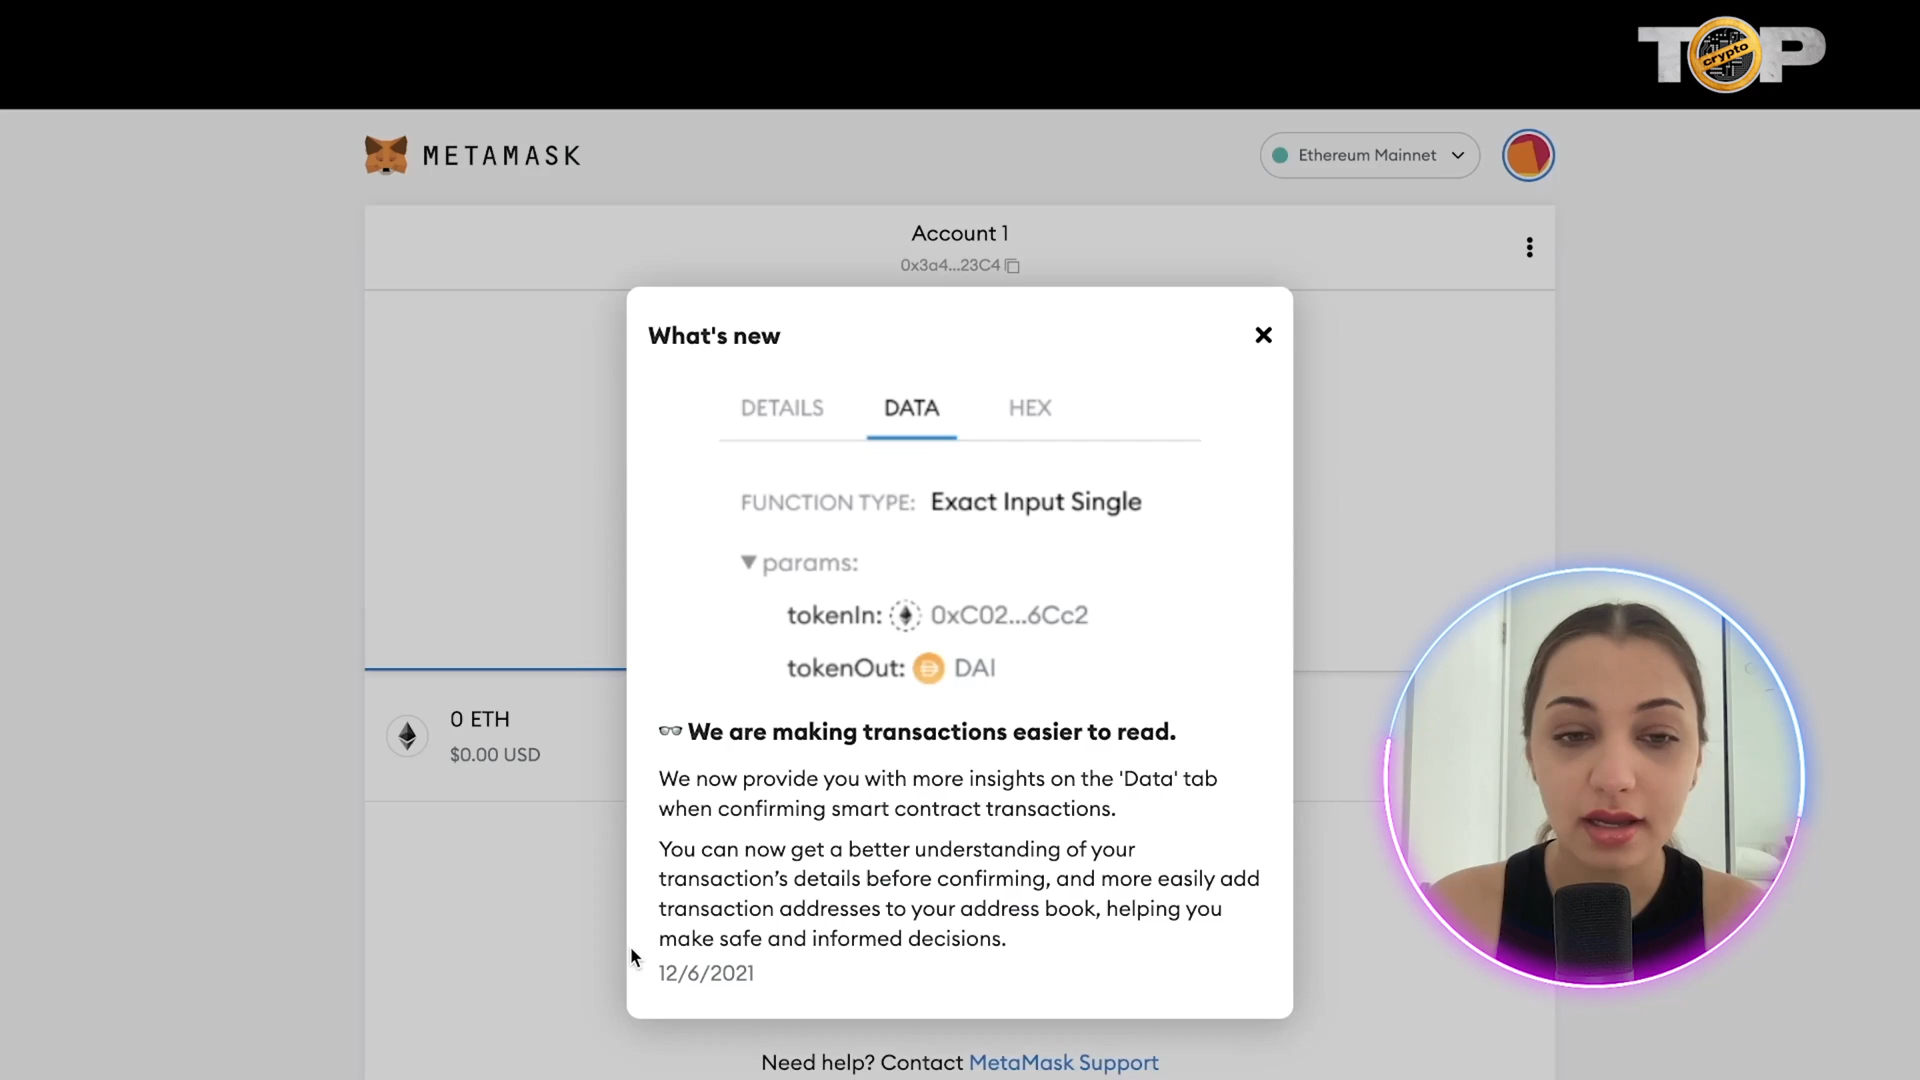 TOP
crypto
METAMASK
Ethereum Mainnet
Account 1
0x3a4...23C4
What's new
DETAILS DATA HEX
FUNCTION TYPE: Exact Input Single
params:
tokenIn: 0xC02...6Cc2
tokenOut: DAI
0 ETH
$0.00 USD
👓 We are making transactions easier to read.
We now provide you with more insights on the 'Data' tab
when confirming smart contract transactions.
You can now get a better understanding of your
transaction’s details before confirming, and more easily add
transaction addresses to your address book, helping you
make safe and informed decisions.
12/6/2021
Need help? Contact MetaMask Support